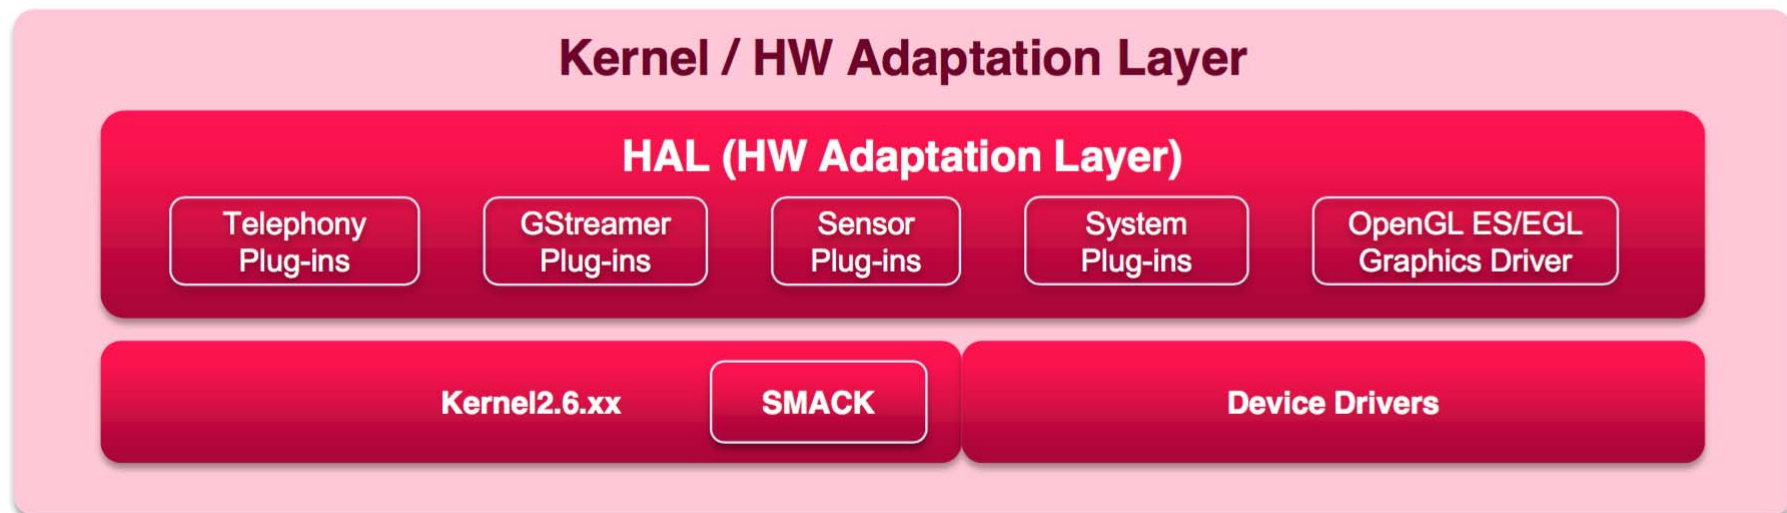 Kernel / HW Adaptation Layer
HAL (HW Adaptation Layer)
Telephony
Plug-ins
GStreamer
Plug-ins
Sensor
Plug-ins
System
Plug-ins
OpenGL ES/EGL
Graphics Driver
Kernel2.6.xx
SMACK
Device Drivers